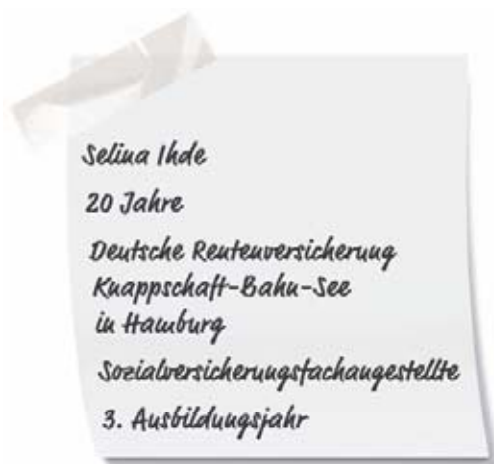 Selina Ihde
20 Jahre
Deutsche Rentenversicherung
Knappschaft-Bahn-See
in Hamburg
Sozialversicherungsfachangestellte
3. Ausbildungsjahr